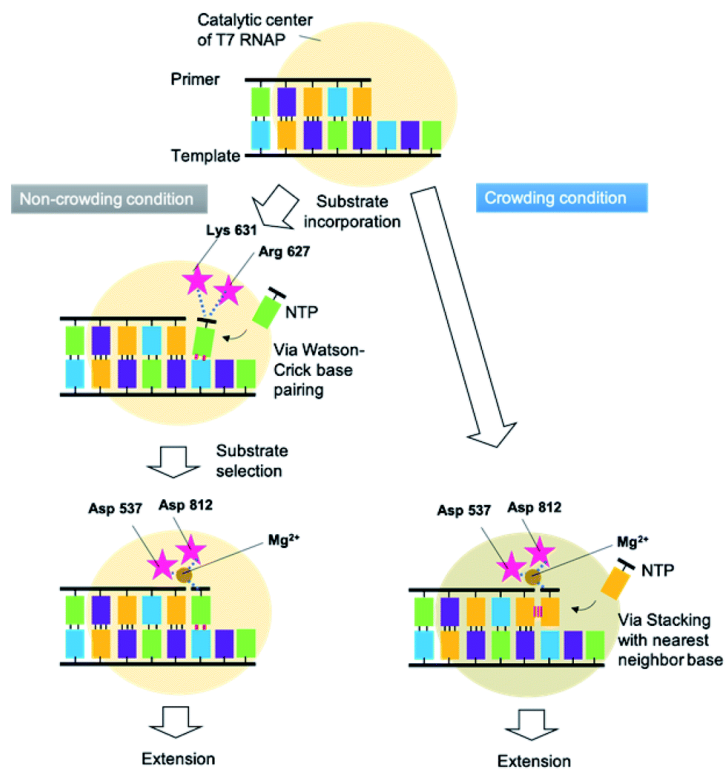 Catalytic center
of T7 RNAP
Primer
Template
Non-crowding condition
Substrate
incorporation
Crowding condition
Lys 631
Arg 627
NTP
Via Watson-
Crick base
pairing
Substrate
selection
Asp 537
Asp 812
Mg²⁺
Asp 537
Asp 812
Mg²⁺
NTP
Via Stacking
with nearest
neighbor base
Extension
Extension